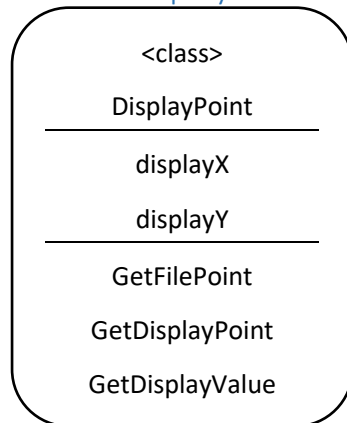 <class>
DisplayPoint
displayX
displayY
GetFilePoint
GetDisplayPoint
GetDisplayValue